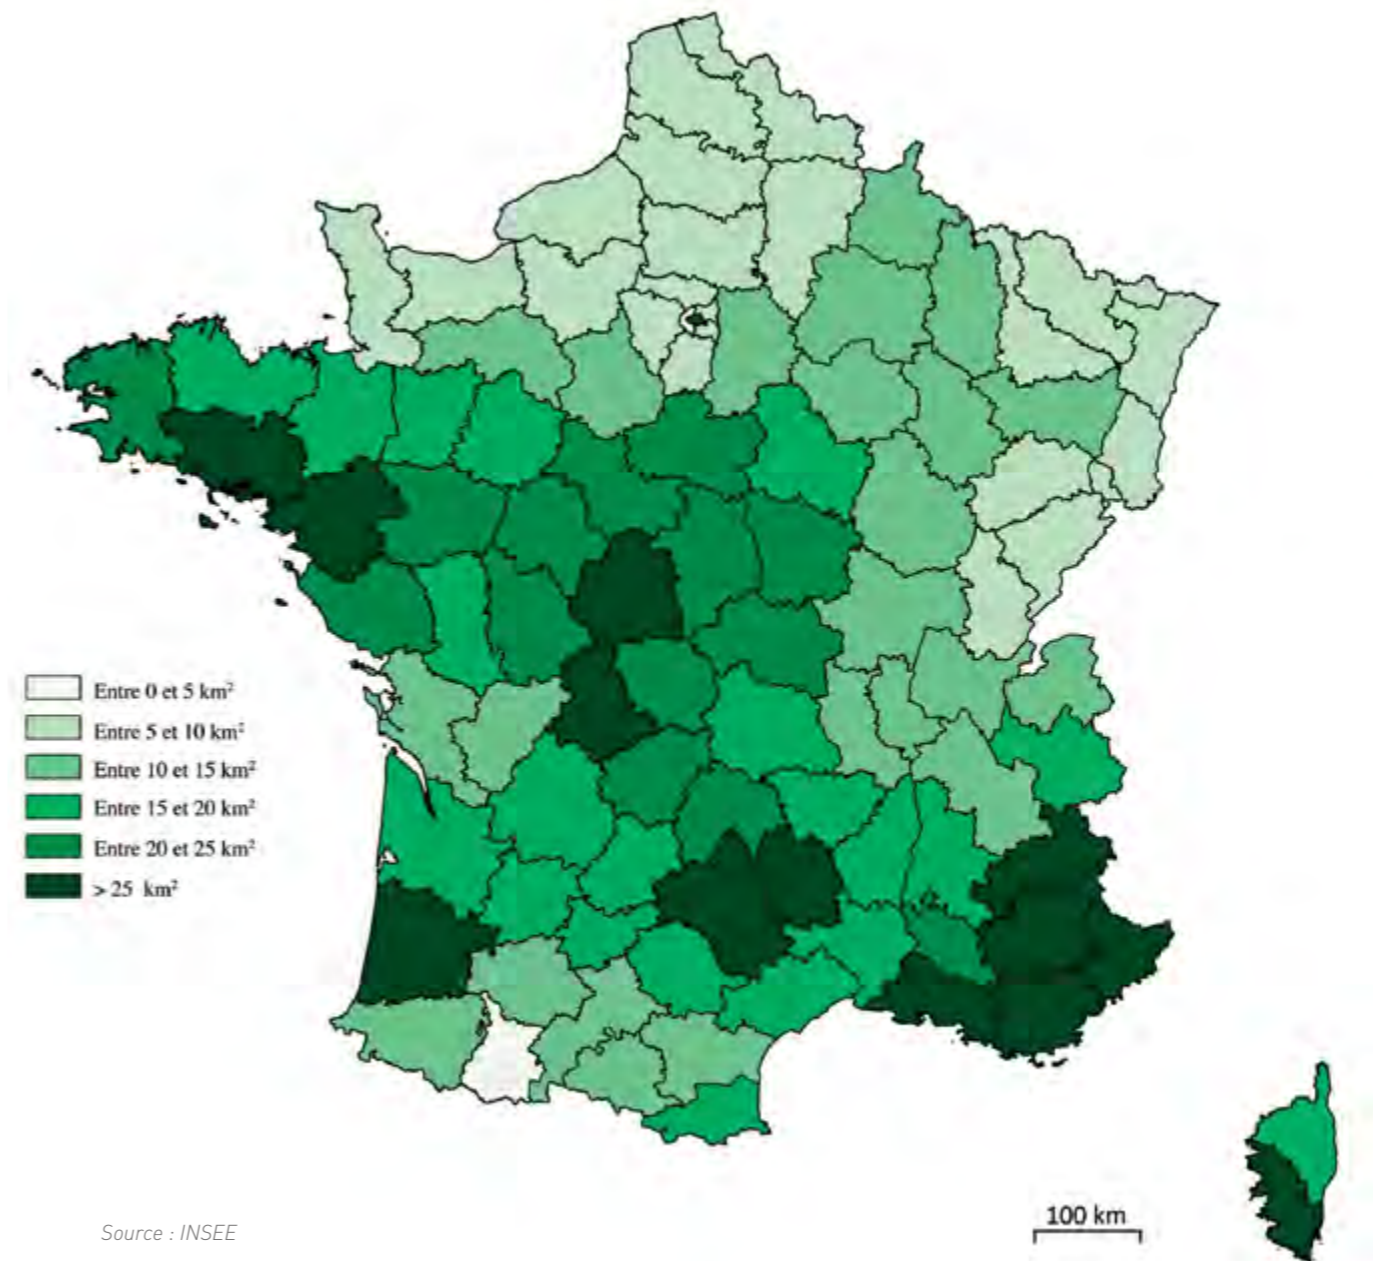 Entre 0 et 5 km²
Entre 5 et 10 km²
Entre 10 et 15 km²
Entre 15 et 20 km²
Entre 20 et 25 km²
> 25 km²
100 km
Source : INSEE